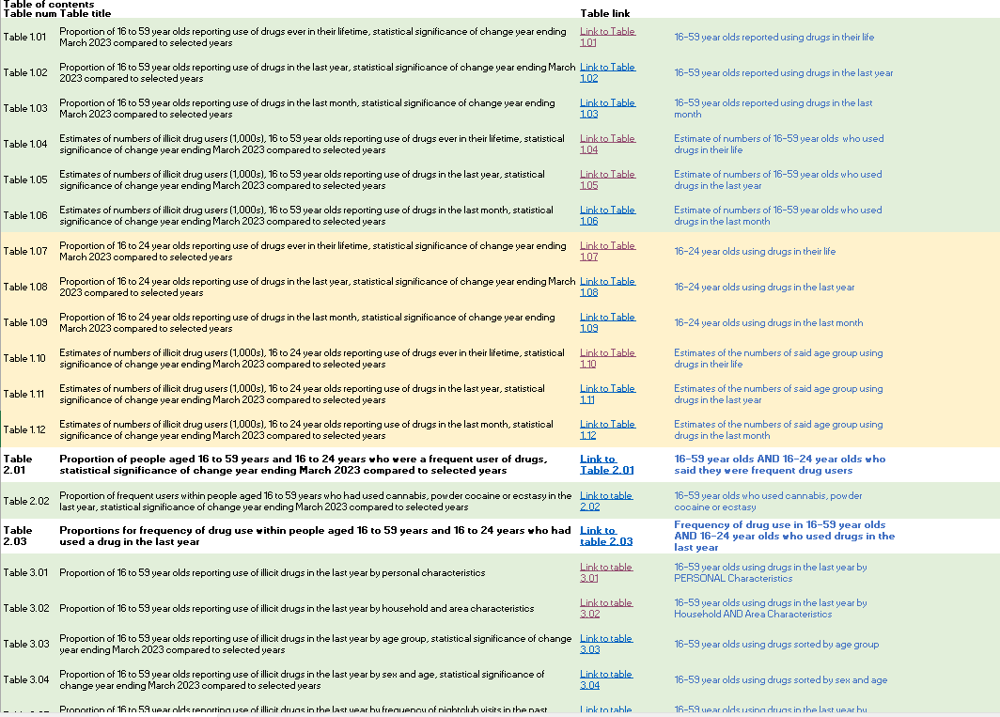 Table of contents
Table num Table title Table link
Table 1.01 Proportion of 16 to 59 year olds reporting use of drugs ever in their lifetime, statistical significance of change year ending March 2023 compared to selected years Link to Table 1.01 16-59 year olds reported using drugs in their life
Table 1.02 Proportion of 16 to 59 year olds reporting use of drugs in the last year, statistical significance of change year ending March 2023 compared to selected years Link to Table 1.02 16-59 year olds reported using drugs in the last year
Table 1.03 Proportion of 16 to 59 year olds reporting use of drugs in the last month, statistical significance of change year ending March 2023 compared to selected years Link to Table 1.03 16-59 year olds reported using drugs in the last month
Table 1.04 Estimates of numbers of illicit drug users (1,000s), 16 to 59 year olds reporting use of drugs ever in their lifetime, statistical significance of change year ending March 2023 compared to selected years Link to Table 1.04 Estimate of numbers of 16-59 year olds who used drugs in their life
Table 1.05 Estimates of numbers of illicit drug users (1,000s), 16 to 59 year olds reporting use of drugs in the last year, statistical significance of change year ending March 2023 compared to selected years Link to Table 1.05 Estimate of numbers of 16-59 year olds who used drugs in the last year
Table 1.06 Estimates of numbers of illicit drug users (1,000s), 16 to 59 year olds reporting use of drugs in the last month, statistical significance of change year ending March 2023 compared to selected years Link to Table 1.06 Estimate of numbers of 16-59 year olds who used drugs in the last month
Table 1.07 Proportion of 16 to 24 year olds reporting use of drugs ever in their lifetime, statistical significance of change year ending March 2023 compared to selected years Link to Table 1.07 16-24 year olds using drugs in their life
Table 1.08 Proportion of 16 to 24 year olds reporting use of drugs in the last year, statistical significance of change year ending March 2023 compared to selected years Link to Table 1.08 16-24 year olds using drugs in the last year
Table 1.09 Proportion of 16 to 24 year olds reporting use of drugs in the last month, statistical significance of change year ending March 2023 compared to selected years Link to Table 1.09 16-24 year olds using drugs in the last month
Table 1.10 Estimates of numbers of illicit drug users (1,000s), 16 to 24 year olds reporting use of drugs ever in their lifetime, statistical significance of change year ending March 2023 compared to selected years Link to Table 1.10 Estimates of the numbers of said age group using drugs in their life
Table 1.11 Estimates of numbers of illicit drug users (1,000s), 16 to 24 year olds reporting use of drugs in the last year, statistical significance of change year ending March 2023 compared to selected years Link to Table 1.11 Estimates of the numbers of said age group using drugs in the last year
Table 1.12 Estimates of numbers of illicit drug users (1,000s), 16 to 24 year olds reporting use of drugs in the last month, statistical significance of change year ending March 2023 compared to selected years Link to Table 1.12 Estimates of the numbers of said age group using drugs in the last month
Table 2.01 Proportion of people aged 16 to 59 years and 16 to 24 years who were a frequent user of drugs, statistical significance of change year ending March 2023 compared to selected years Link to Table 2.01 16-59 year olds AND 16-24 year olds who said they were frequent drug users
Table 2.02 Proportion of frequent users within people aged 16 to 59 years who had used cannabis, powder cocaine or ecstasy in the last year, statistical significance of change year ending March 2023 compared to selected years Link to table 2.02 16-59 year olds who used cannabis, powder cocaine or ecstasy
Table 2.03 Proportions for frequency of drug use within people aged 16 to 59 years and 16 to 24 years who had used a drug in the last year Link to table 2.03 Frequency of drug use in 16-59 year olds AND 16-24 year olds who used drugs in the last year
Table 3.01 Proportion of 16 to 59 year olds reporting use of illicit drugs in the last year by personal characteristics Link to table 3.01 16-59 year olds using drugs in the last year by PERSONAL Characteristics
Table 3.02 Proportion of 16 to 59 year olds reporting use of illicit drugs in the last year by household and area characteristics Link to table 3.02 16-59 year olds using drugs in the last year by Household AND Area Characteristics
Table 3.03 Proportion of 16 to 59 year olds reporting use of illicit drugs in the last year by age group, statistical significance of change year ending March 2023 compared to selected years Link to table 3.03 16-59 year olds using drugs sorted by age group
Table 3.04 Proportion of 16 to 59 year olds reporting use of illicit drugs in the last year by sex and age, statistical significance of change year ending March 2023 compared to selected years Link to table 3.04 16-59 year olds using drugs sorted by sex and age
Proportion of 16 to 59 year olds reporting use of illicit drugs in the last year by frequency of nightclub visits in the past Link to table 16-59 year olds using drugs in the last year by